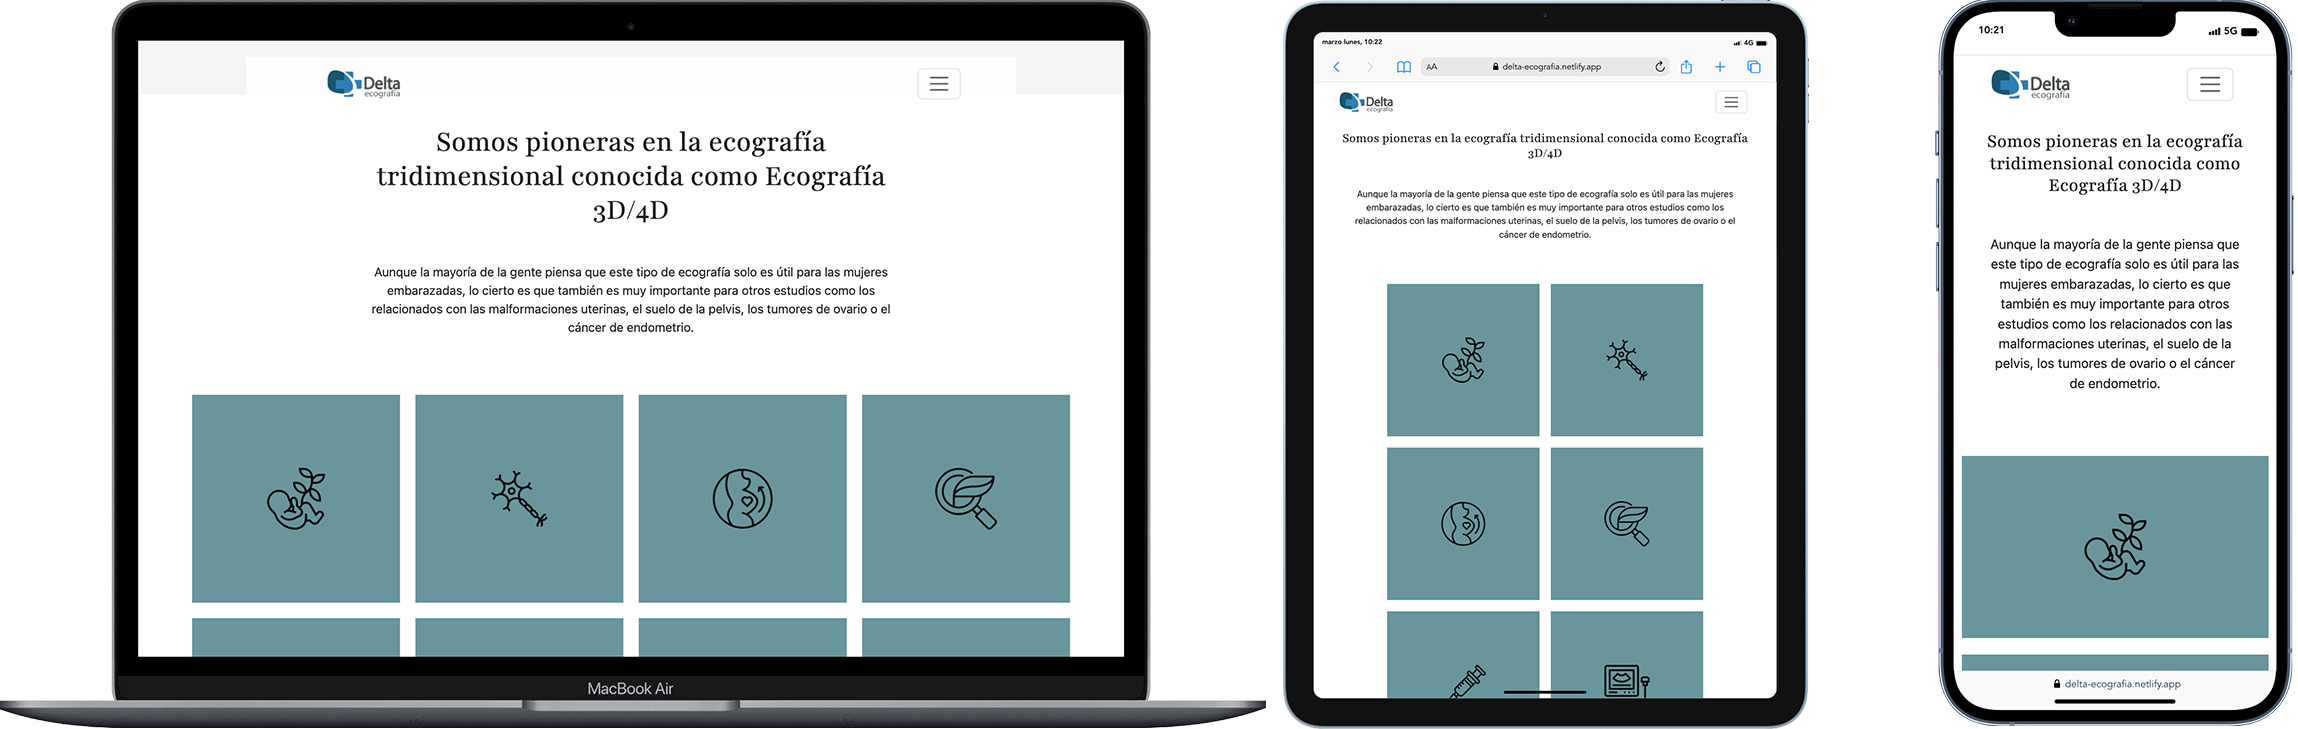 Delta
ecografía
Somos pioneras en la ecografía
tridimensional conocida como Ecografía
3D/4D
Aunque la mayoría de la gente piensa que este tipo de ecografía solo es útil para las mujeres
embarazadas, lo cierto es que también es muy importante para otros estudios como los
relacionados con las malformaciones uterinas, el suelo de la pelvis, los tumores de ovario o el
cáncer de endometrio.
MacBook Air
marzo lunes, 10:22
4G
AA
delta-ecografia.netlify.app
Delta
ecografía
Somos pioneras en la ecografía tridimensional conocida como Ecografía
3D/4D
Aunque la mayoría de la gente piensa que este tipo de ecografía solo es útil para las mujeres
embarazadas, lo cierto es que también es muy importante para otros estudios como los
relacionados con las malformaciones uterinas, el suelo de la pelvis, los tumores de ovario o el
cáncer de endometrio.
10:21
5G
Delta
ecografía
Somos pioneras en la ecografía
tridimensional conocida como
Ecografía 3D/4D
Aunque la mayoría de la gente piensa que
este tipo de ecografía solo es útil para las
mujeres embarazadas, lo cierto es que
también es muy importante para otros
estudios como los relacionados con las
malformaciones uterinas, el suelo de la
pelvis, los tumores de ovario o el cáncer
de endometrio.
delta-ecografia.netlify.app